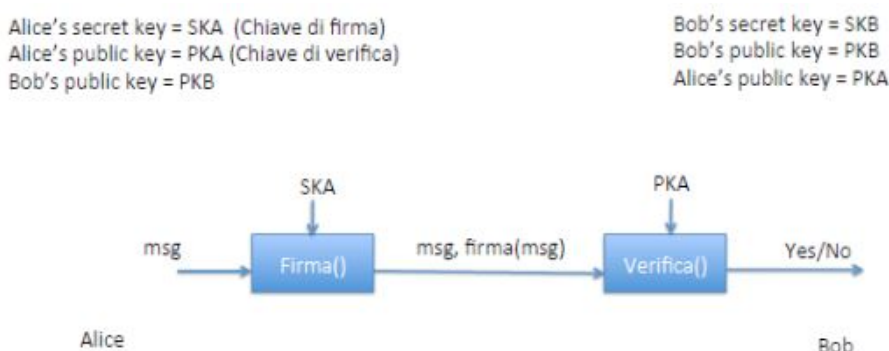 Alice's secret key = SKA (Chiave di firma)
Alice's public key = PKA (Chiave di verifica)
Bob's public key = PKB
Bob's secret key = SKB
Bob's public key = PKB
Alice's public key = PKA
SKA
PKA
msg
Firma()
msg, firma(msg)
Verifica()
Yes/No
Alice
Bob